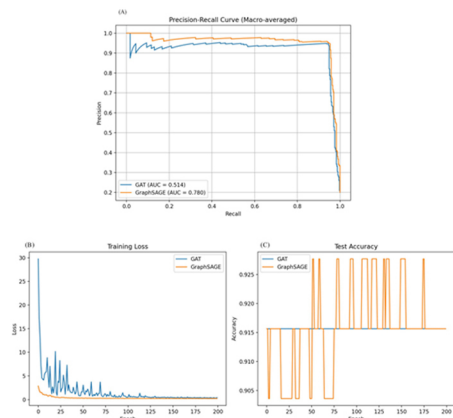 (A)
Precision-Recall Curve (Macro-averaged)
1.0
0.9
0.8
0.7
0.6
0.5
0.4
0.3
0.2
Precision
GAT (AUC = 0.514)
GraphSAGE (AUC = 0.780)
0.0 0.2 0.4 0.6 0.8 1.0
Recall
(B)
Training Loss
30
25
20
15
10
5
0
Loss
GAT
GraphSAGE
0 25 50 75 100 125 150 175 200
(C)
Test Accuracy
0.925
0.920
0.915
0.910
0.905
Accuracy
GAT
GraphSAGE
0 25 50 75 100 125 150 175 200